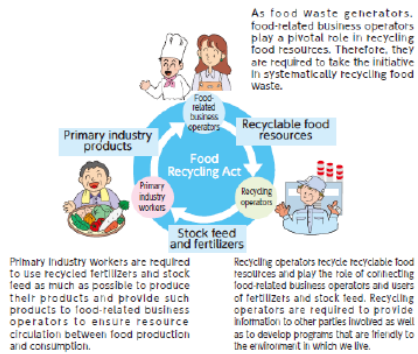 As food waste generators,
food-related business operators
play a pivotal role in recycling
food resources. Therefore, they
are required to take the initiative
in systematically recycling food
waste.
Food-
related
business
operators
Primary industry
products
Recyclable food
resources
Food
Recycling Act
Primary
industry
workers
Recycling
operators
Stock feed
and fertilizers
Primary industry workers are required
to use recycled fertilizers and stock
feed as much as possible to produce
their products and provide such
products to food-related business
operators to ensure resource
circulation between food production
and consumption.
Recycling operators recycle recyclable food
resources and play the role of connecting
food-related business operators and users
of fertilizers and stock feed. Recycling
operators are required to provide
information to other parties involved as well
as to develop programs that are friendly to
the environment in which we live.